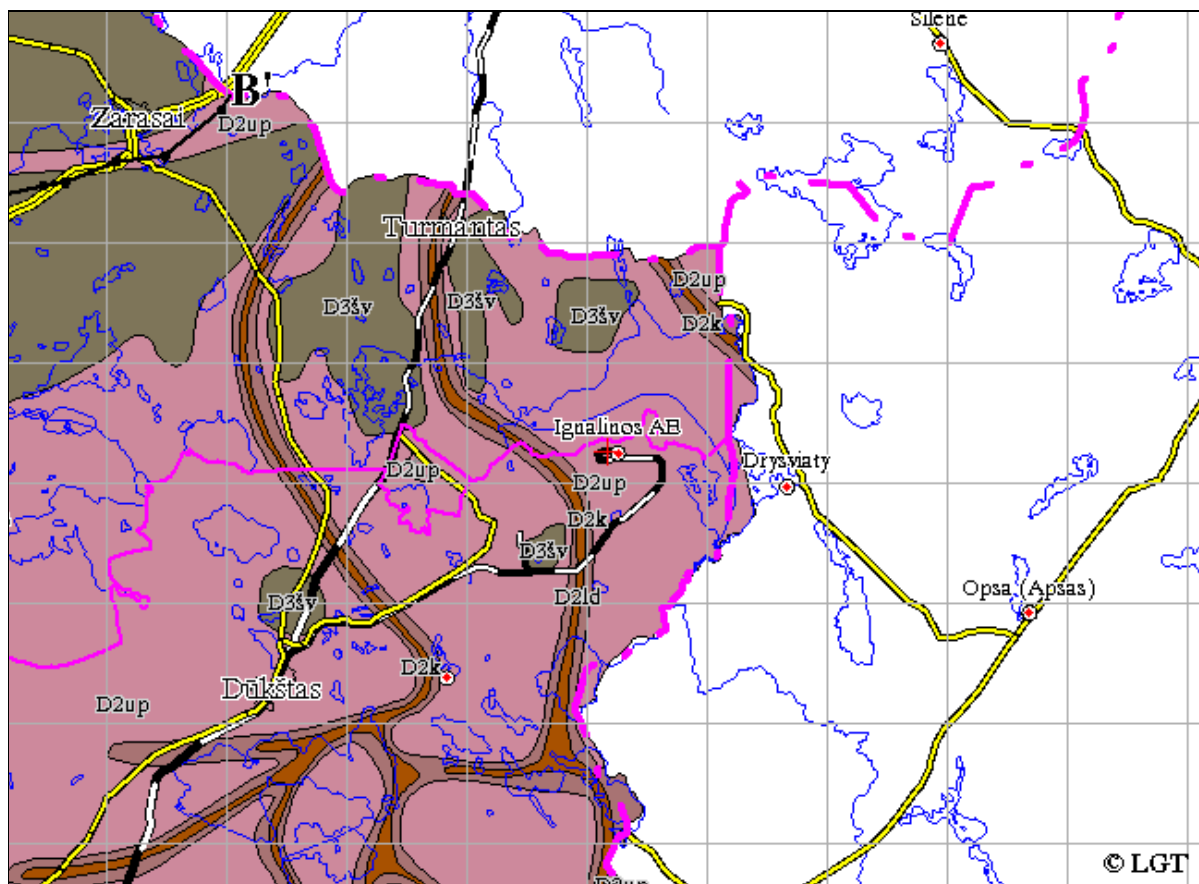 Silene
B'
Zarasai
D2up
Turmantas
D2up
D3šv
D3šv
D3šv
D2k
Ignalinos AE
Drysviaty
D2up
D2up
D2k
D3šv
Opsa (Apsas)
D3šv
D2ld
D2k
Dūkštas
D2up
© LGT
D2up